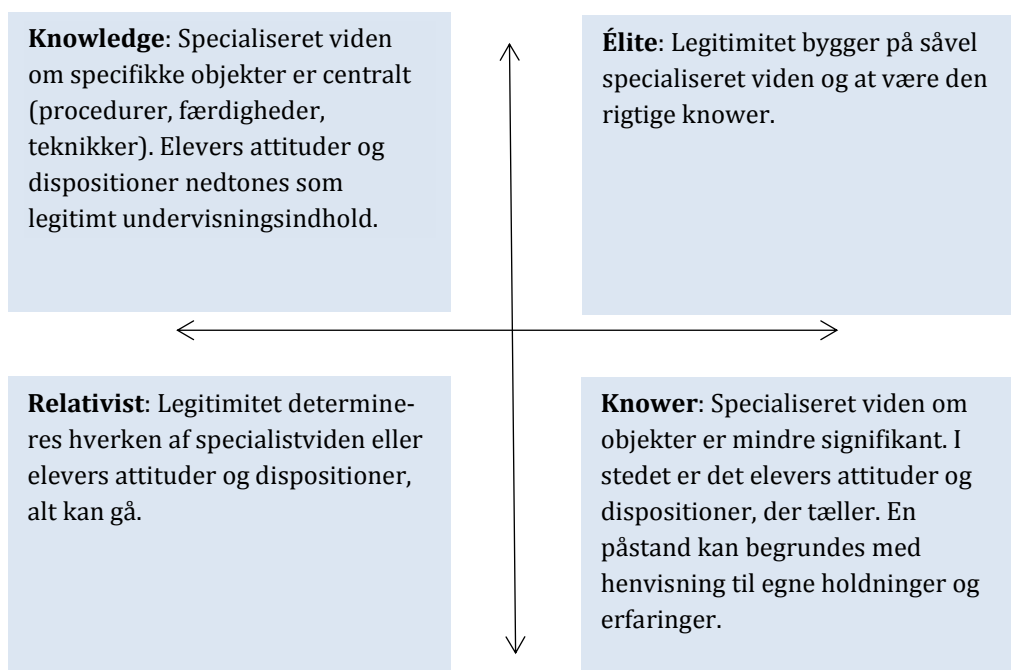 Knowledge: Specialiseret viden
om specifikke objekter er centralt
(procedurer, færdigheder,
teknikker). Elevers attituder og
dispositioner nedtones som
legitimt undervisningsindhold.
Élite: Legitimitet bygger på såvel
specialiseret viden og at være den
rigtige knower.
Relativist: Legitimitet determine-
res hverken af specialistviden eller
elevers attituder og dispositioner,
alt kan gå.
Knower: Specialiseret viden om
objekter er mindre signifikant. I
stedet er det elevers attituder og
dispositioner, der tæller. En
påstand kan begrundes med
henvisning til egne holdninger og
erfaringer.